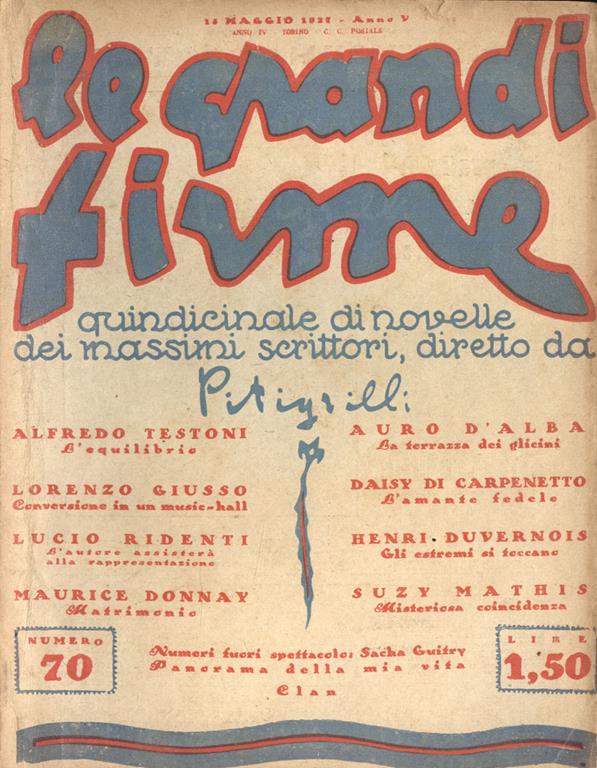 15 MAGGIO 1927 - Anno V
ANNO IV TORINO C. C. POSTALE
le grandi
firme
quindicinale di novelle
dei massimi scrittori, diretto da
Pitigrilli
ALFREDO TESTONI
L'equilibrio
LORENZO GIUSSO
Conversione in un music-hall
LUCIO RIDENTI
L'autore assisterà
alla rappresentazione
MAURICE DONNAY
Matrimonio
AURO D'ALBA
La terrazza dei glicini
DAISY DI CARPENETTO
L'amante fedele
HENRI DUVERNOIS
Gli estremi si toccano
SUZY MATHIS
Misteriosa coincidenza
NUMERO
70
Numeri fuori spettacolo: Sacha Guitry
Panorama della mia vita
Clan
LIRE
1,50